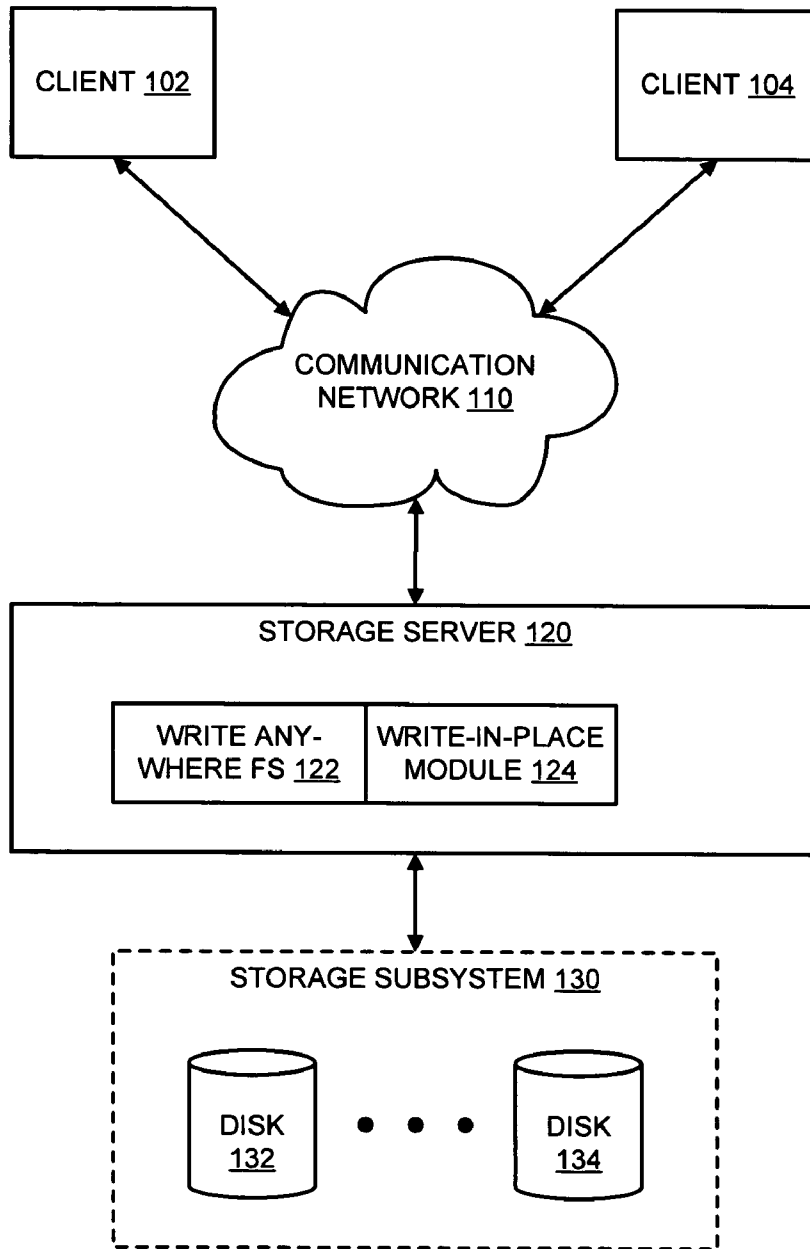 CLIENT 102
CLIENT 104
COMMUNICATION
NETWORK 110
STORAGE SERVER 120
WRITE ANY-
WHERE FS 122
WRITE-IN-PLACE
MODULE 124
STORAGE SUBSYSTEM 130
DISK
132
DISK
134